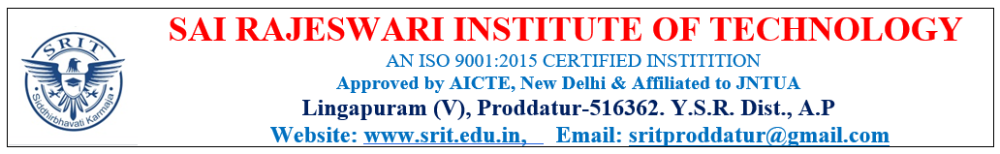 SAI RAJESWARI INSTITUTE OF TECHNOLOGY
AN ISO 9001:2015 CERTIFIED INSTITITION
Approved by AICTE, New Delhi & Affiliated to JNTUA
Lingapuram (V), Proddatur-516362. Y.S.R. Dist., A.P
Website: www.srit.edu.in, Email: sritproddatur@gmail.com
SRIT
Siddhirbhavati Karmaja